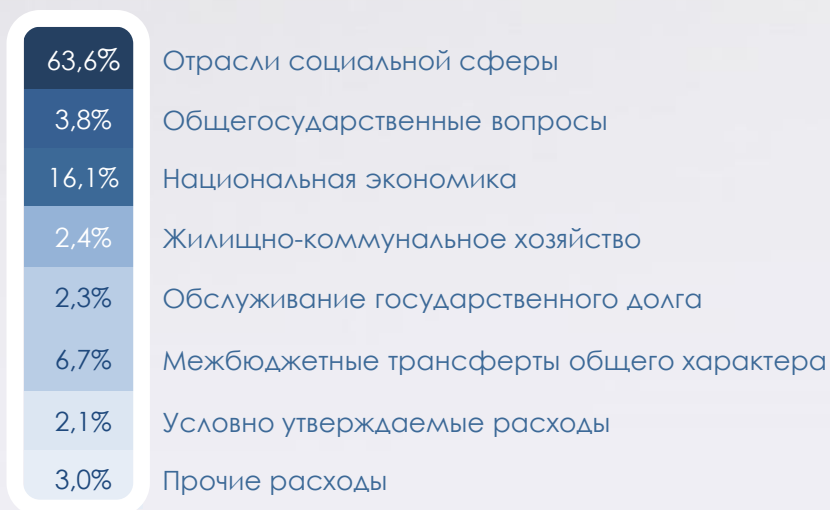 63,6% Отрасли социальной сферы
3,8% Общегосударственные вопросы
16,1% Национальная экономика
2,4% Жилищно-коммунальное хозяйство
2,3% Обслуживание государственного долга
6,7% Межбюджетные трансферты общего характера
2,1% Условно утверждаемые расходы
3,0% Прочие расходы